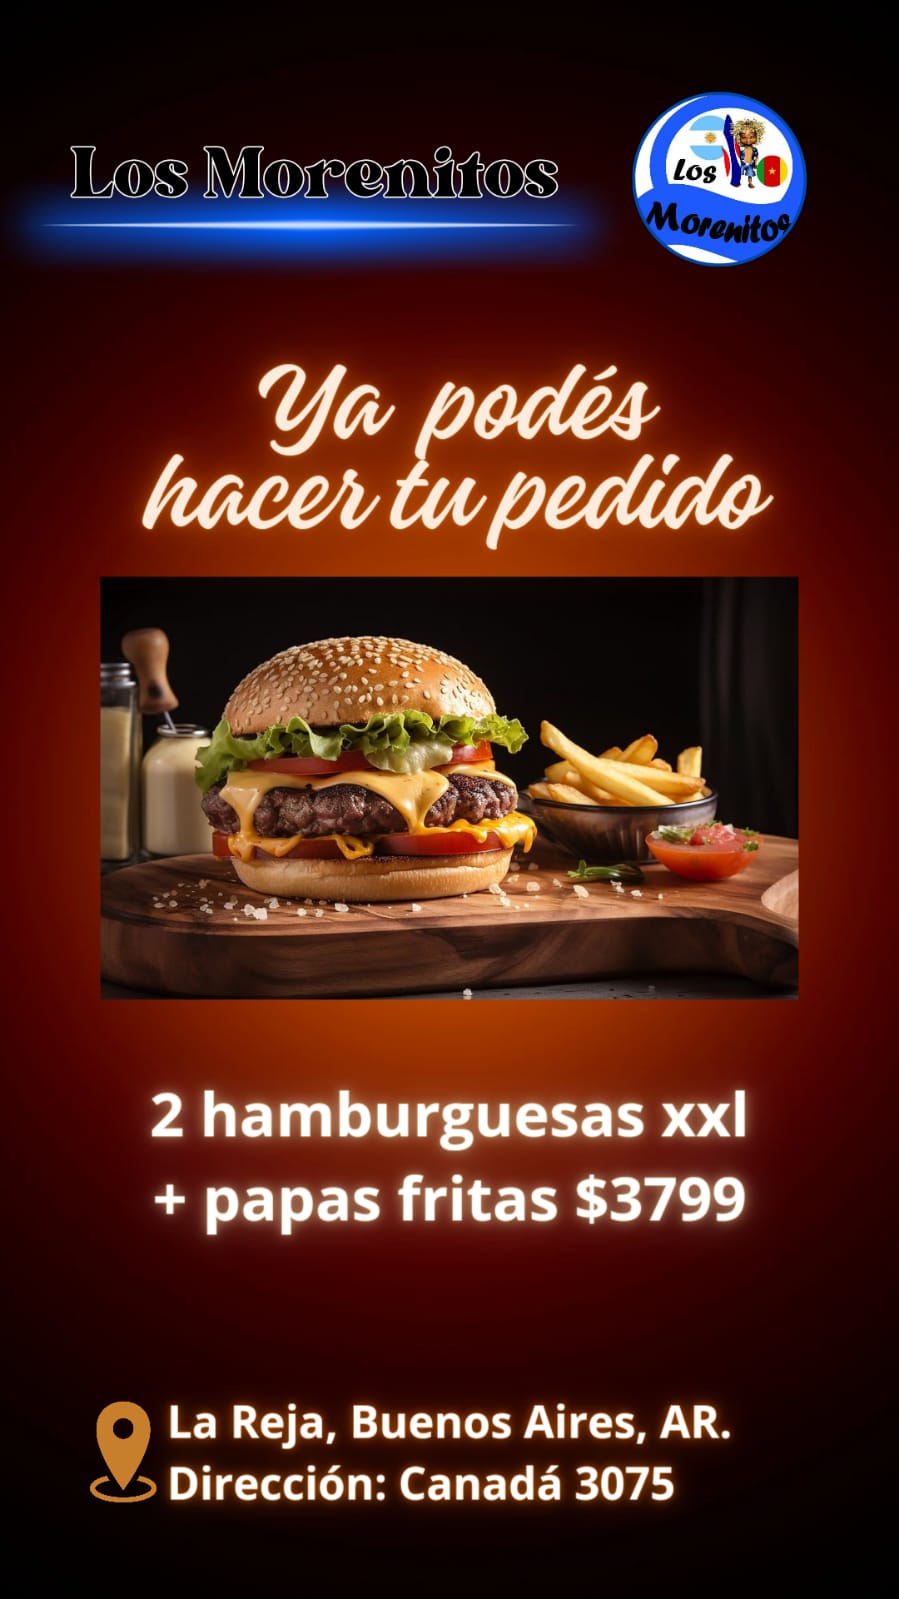 Los Morenitos
Los
Morenitos
Ya podés
hacer tu pedido
2 hamburguesas xxl
+ papas fritas $3799
La Reja, Buenos Aires, AR.
Dirección: Canadá 3075